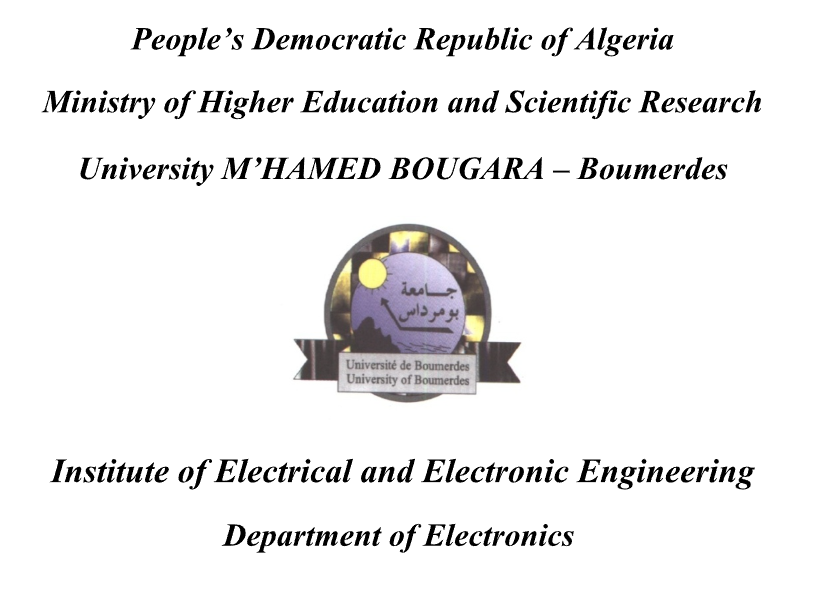 People’s Democratic Republic of Algeria
Ministry of Higher Education and Scientific Research
University M’HAMED BOUGARA – Boumerdes
جامعة
بومرداس
Université de Boumerdes
University of Boumerdes
Institute of Electrical and Electronic Engineering
Department of Electronics